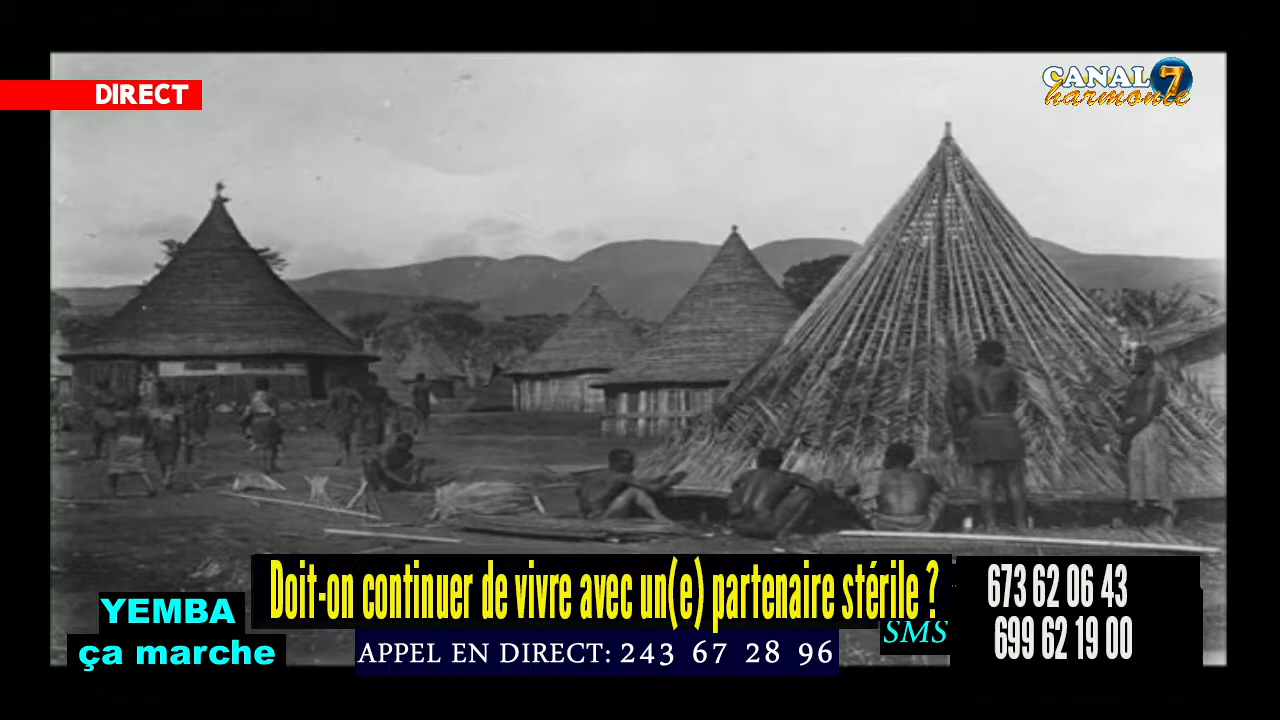 DIRECT
CANAL 7
harmonie
Doit-on continuer de vivre avec un(e) partenaire stérile ?
673 62 06 43
YEMBA
SMS
699 62 19 00
ça marche
APPEL EN DIRECT: 243 67 28 96